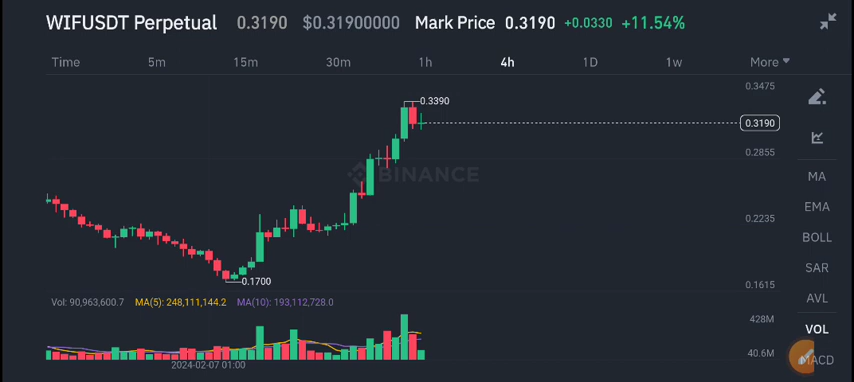 WIFUSDT Perpetual 0.3190 $0.31900000 Mark Price 0.3190 +0.0330 +11.54%
Time 5m 15m 30m 1h 4h 1D 1w More
0.3475
0.3390
0.3190
0.2855
BINANCE
MA
EMA
0.2235
BOLL
SAR
0.1700
0.1615
AVL
Vol: 90,963,600.7 MA(5): 248,111,144.2 MA(10): 193,112,728.0
428M
VOL
40.6M
MACD
2024-02-07 01:00